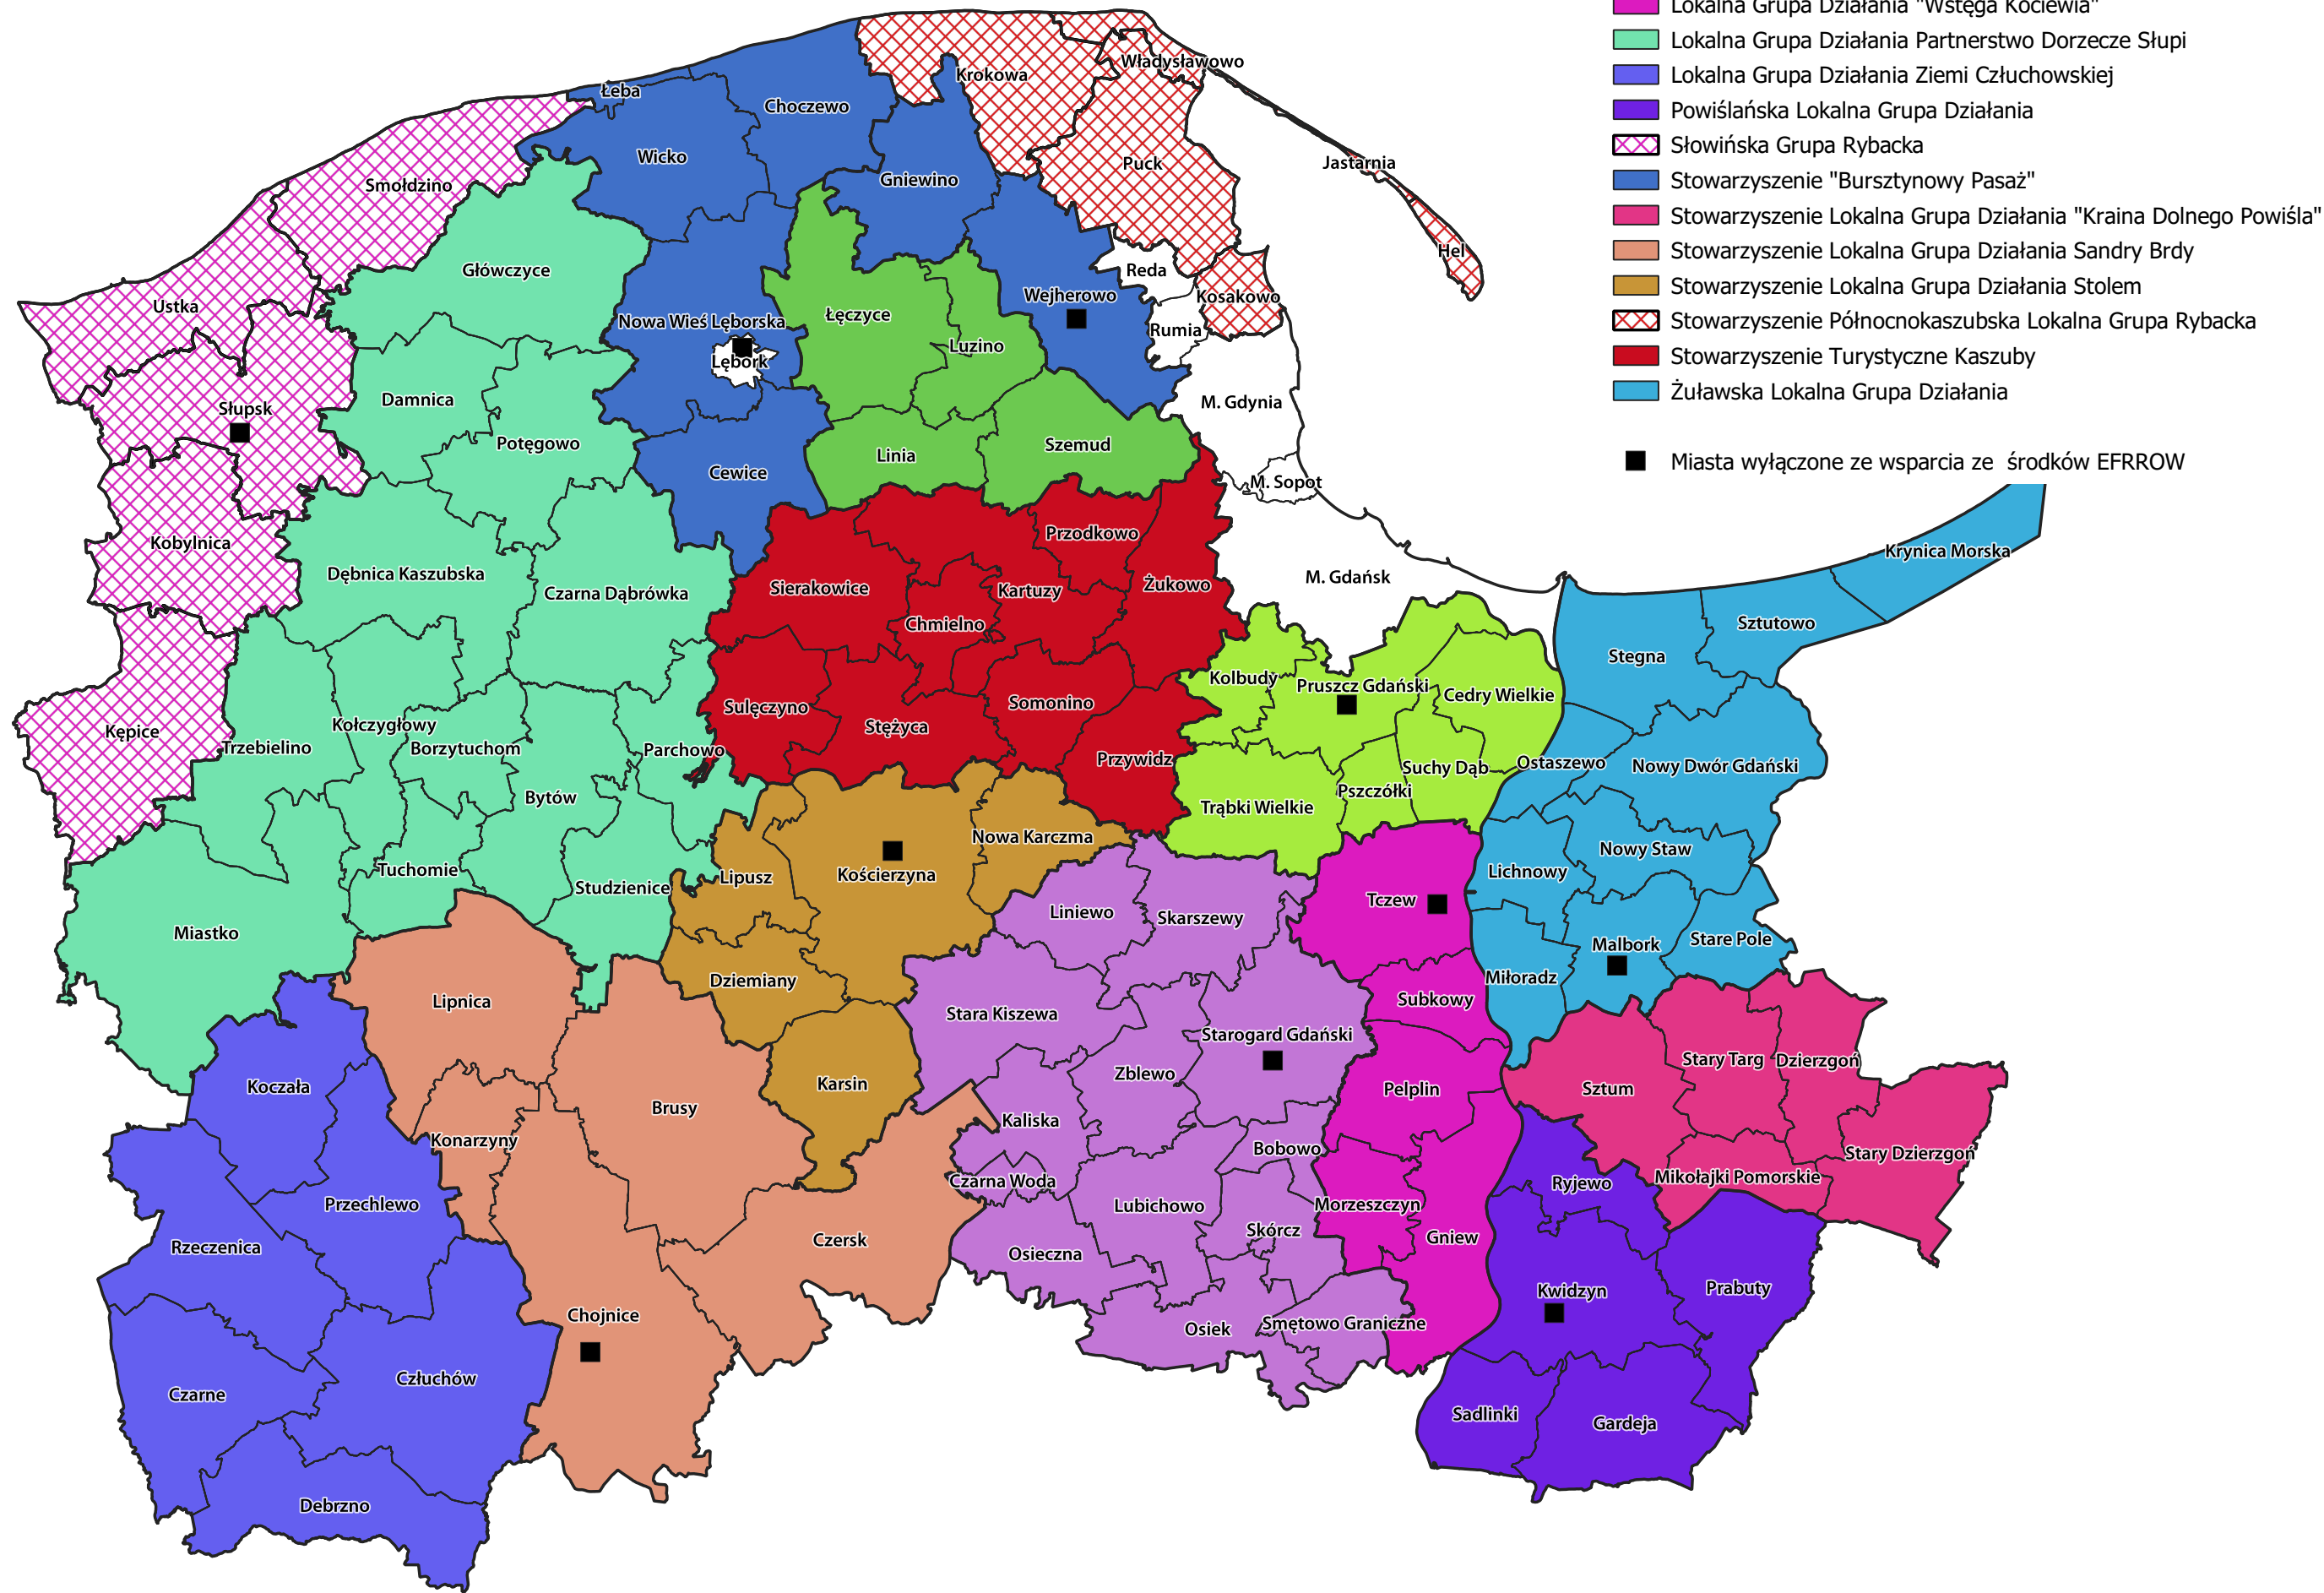 Lokalna Grupa Działania "Wstęga Kociewia"
Lokalna Grupa Działania Partnerstwo Dorzecze Słupi
Lokalna Grupa Działania Ziemi Człuchowskiej
Powiślańska Lokalna Grupa Działania
Słowińska Grupa Rybacka
Stowarzyszenie "Bursztynowy Pasaż"
Stowarzyszenie Lokalna Grupa Działania "Kraina Dolnego Powiśla"
Stowarzyszenie Lokalna Grupa Działania Sandry Brdy
Stowarzyszenie Lokalna Grupa Działania Stolem
Stowarzyszenie Północnokaszubska Lokalna Grupa Rybacka
Stowarzyszenie Turystyczne Kaszuby
Żuławska Lokalna Grupa Działania
Miasta wyłączone ze wsparcia ze środków EFRROW
Władysławowo
Krokowa
Łeba
Choczewo
Wicko
Puck
Jastarnia
Gniewino
Smołdzino
Hel
Główczyce
Reda
Wejherowo
Kosakowo
Ustka
Łęczyce
Nowa Wieś Lęborska
Rumia
Luzino
Lębork
Damnica
M. Gdynia
Słupsk
Potęgowo
Szemud
Linia
Cewice
M. Sopot
Przodkowo
Kobylnica
Krynica Morska
Dębnica Kaszubska
M. Gdańsk
Żukowo
Sierakowice
Kartuzy
Czarna Dąbrówka
Chmielno
Sztutowo
Stegna
Kolbudy
Pruszcz Gdański
Cedry Wielkie
Somonino
Sulęczyno
Kołczygłowy
Stężyca
Kępice
Trzebielino
Borzytuchom
Parchowo
Przywidz
Ostaszewo
Nowy Dwór Gdański
Suchy Dąb
Pszczółki
Bytów
Trąbki Wielkie
Nowa Karczma
Nowy Staw
Tuchomie
Lichnowy
Kościerzyna
Lipusz
Studzienice
Tczew
Liniewo
Skarszewy
Miastko
Stare Pole
Malbork
Miłoradz
Dziemiany
Lipnica
Subkowy
Stara Kiszewa
Starogard Gdański
Stary Targ
Dzierzgoń
Zblewo
Karsin
Koczała
Pelplin
Sztum
Brusy
Kaliska
Konarzyny
Bobowo
Stary Dzierzgoń
Mikołajki Pomorskie
Czarna Woda
Ryjewo
Przechlewo
Lubichowo
Morzeszczyn
Skórcz
Gniew
Czersk
Rzeczenica
Osieczna
Prabuty
Kwidzyn
Chojnice
Smętowo Graniczne
Osiek
Człuchów
Czarne
Sadlinki
Gardeja
Debrzno